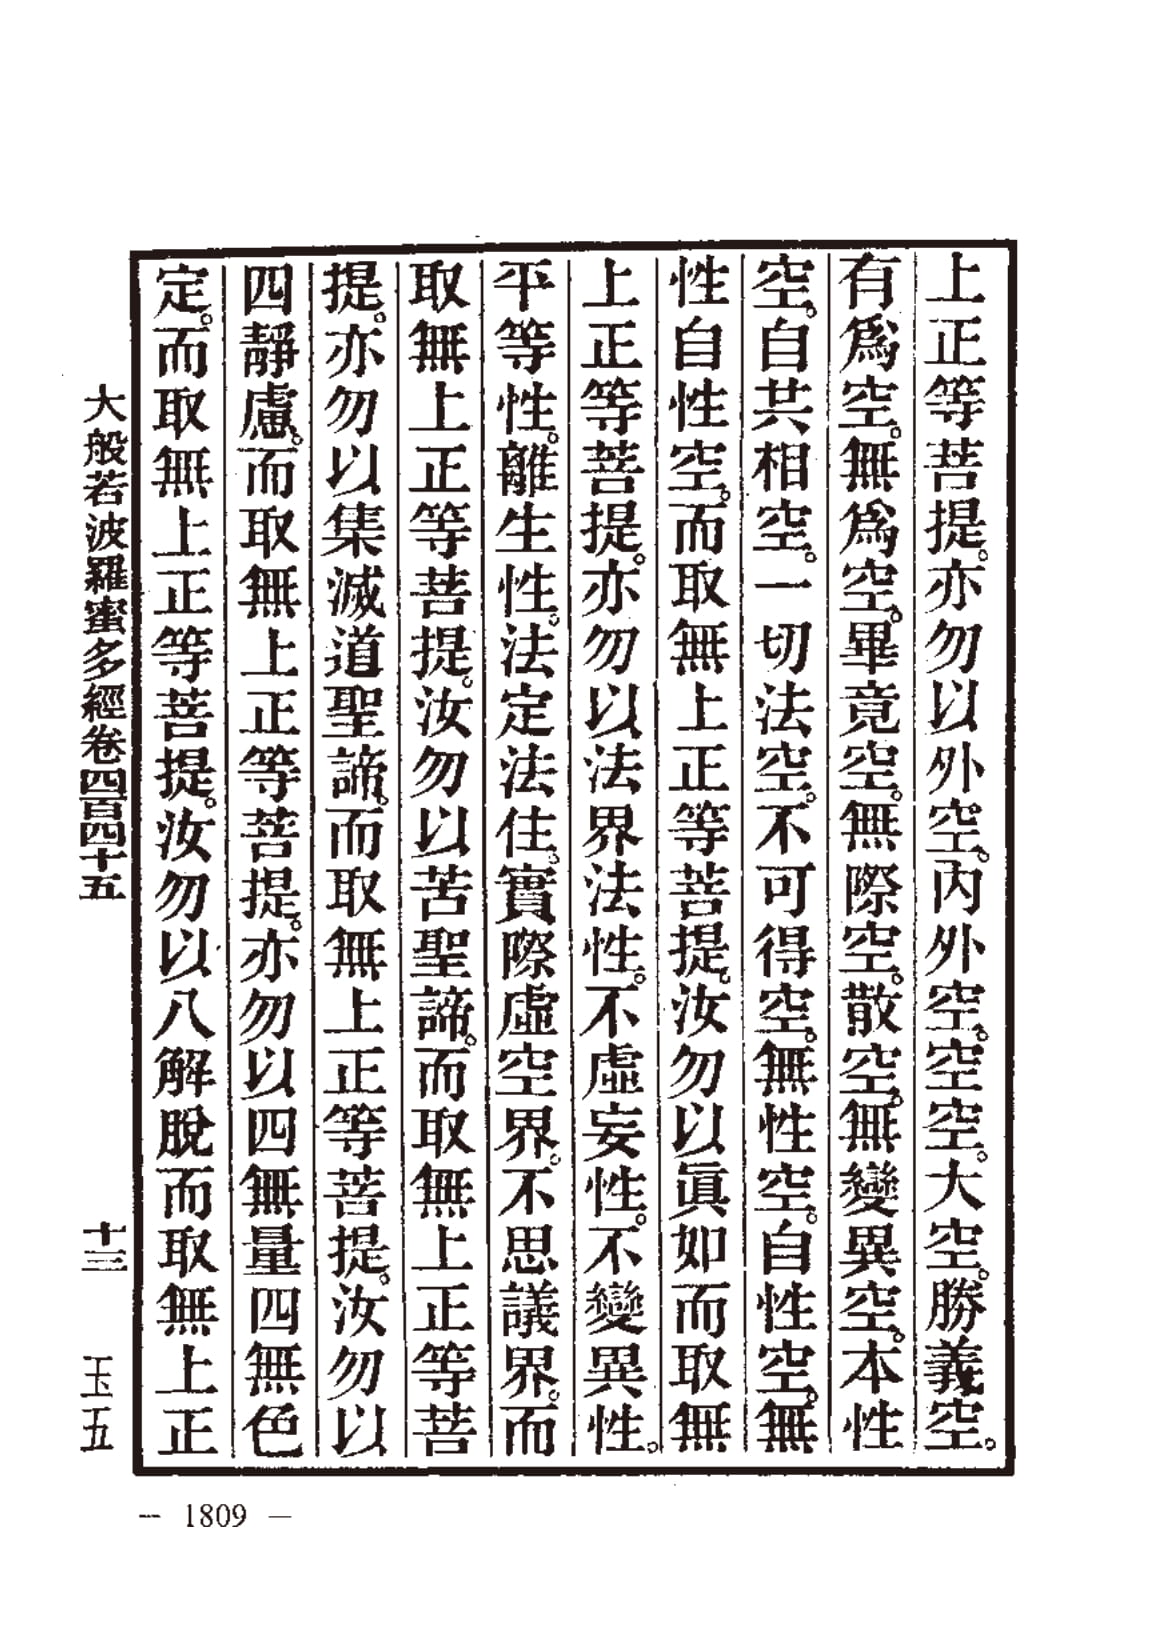 上正等菩提。亦勿以外空。內外空。空空。大空。勝義空。
有爲空。無爲空。畢竟空。無際空。散空。無變異空。本性
空。自共相空。一切法空。不可得空。無性空。自性空。無
性自性空。而取無上正等菩提。汝勿以眞如而取無
上正等菩提。亦勿以法界法性。不虛妄性。不變異性。
平等性。離生性。法定法住。實際虛空界。不思議界。而
取無上正等菩提。汝勿以苦聖諦。而取無上正等菩
提。亦勿以集滅道聖諦。而取無上正等菩提。汝勿以
四靜慮。而取無上正等菩提。亦勿以四無量四無色
定。而取無上正等菩提。汝勿以八解脫而取無上正
大般若波羅蜜多經卷四百四十五 十三 玉五
— 1809 —